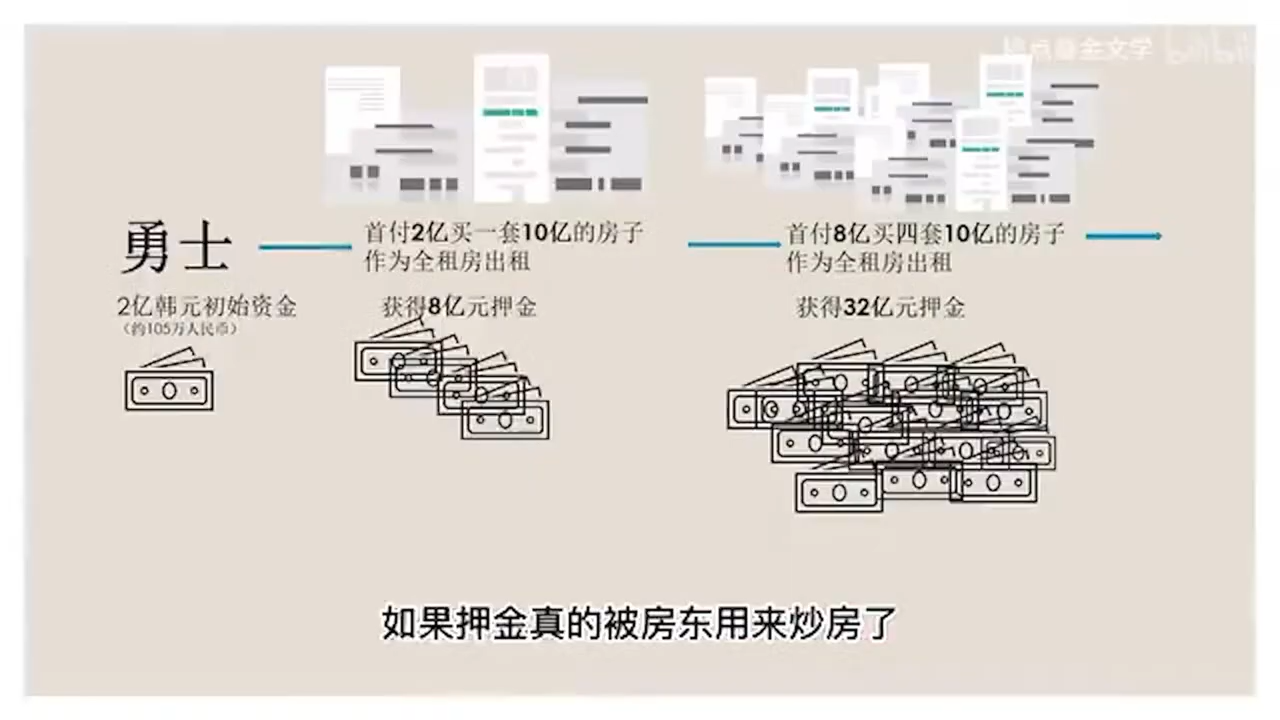 勇士
2亿韩元初始资金
（约105万人民币）
首付2亿买一套10亿的房子
作为全租房出租
获得8亿元押金
首付8亿买四套10亿的房子
作为全租房出租
获得32亿元押金
如果押金真的被房东用来炒房了